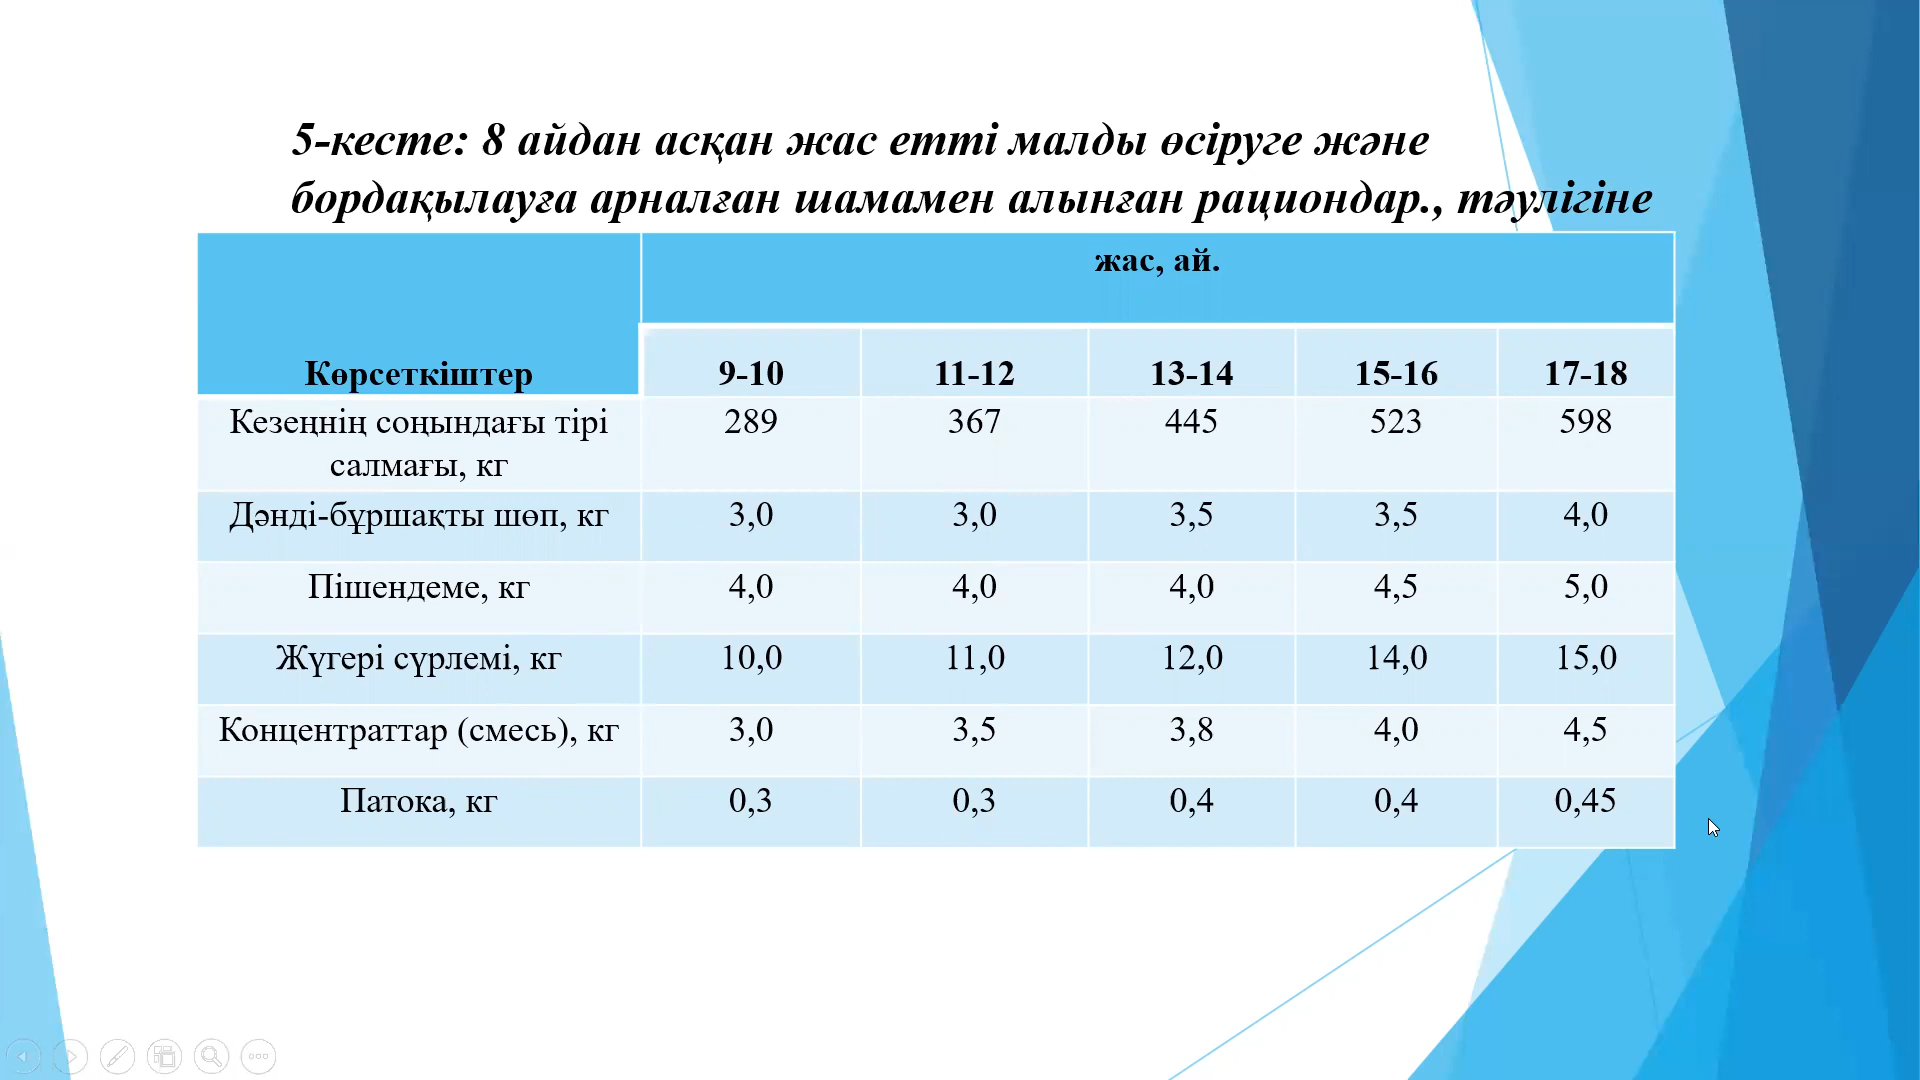 5-кесте: 8 айдан асқан жас етті малды өсіруге және
бордақылауға арналған шамамен алынған рациондар., тәулігіне
Көрсеткіштер
жас, ай.
9-10 11-12 13-14 15-16 17-18
Кезеңнің соңындағы тірі
салмағы, кг
289 367 445 523 598
Дәнді-бұршақты шөп, кг 3,0 3,0 3,5 3,5 4,0
Пішендеме, кг 4,0 4,0 4,0 4,5 5,0
Жүгері сүрлемі, кг 10,0 11,0 12,0 14,0 15,0
Концентраттар (смесь), кг 3,0 3,5 3,8 4,0 4,5
Патока, кг 0,3 0,3 0,4 0,4 0,45